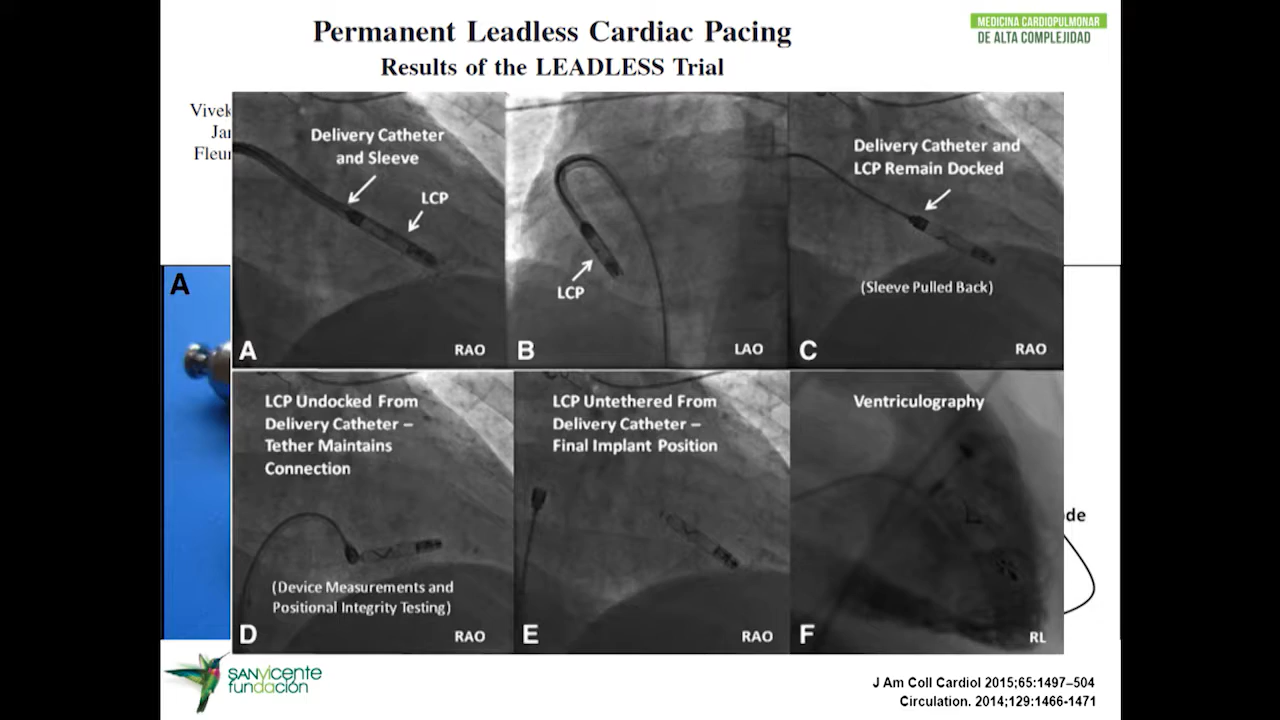 Permanent Leadless Cardiac Pacing
Results of the LEADLESS Trial
MEDICINA CARDIOPULMONAR
DE ALTA COMPLEJIDAD
A
Delivery Catheter
and Sleeve
LCP
A
RAO
LCP
B
LAO
Delivery Catheter and
LCP Remain Docked
(Sleeve Pulled Back)
C
RAO
LCP Undocked From
Delivery Catheter –
Tether Maintains
Connection
(Device Measurements and
Positional Integrity Testing)
D
RAO
LCP Untethered From
Delivery Catheter –
Final Implant Position
E
RAO
Ventriculography
F
RL
SANVICENTE
fundación
J Am Coll Cardiol 2015;65:1497–504
Circulation. 2014;129:1466-1471